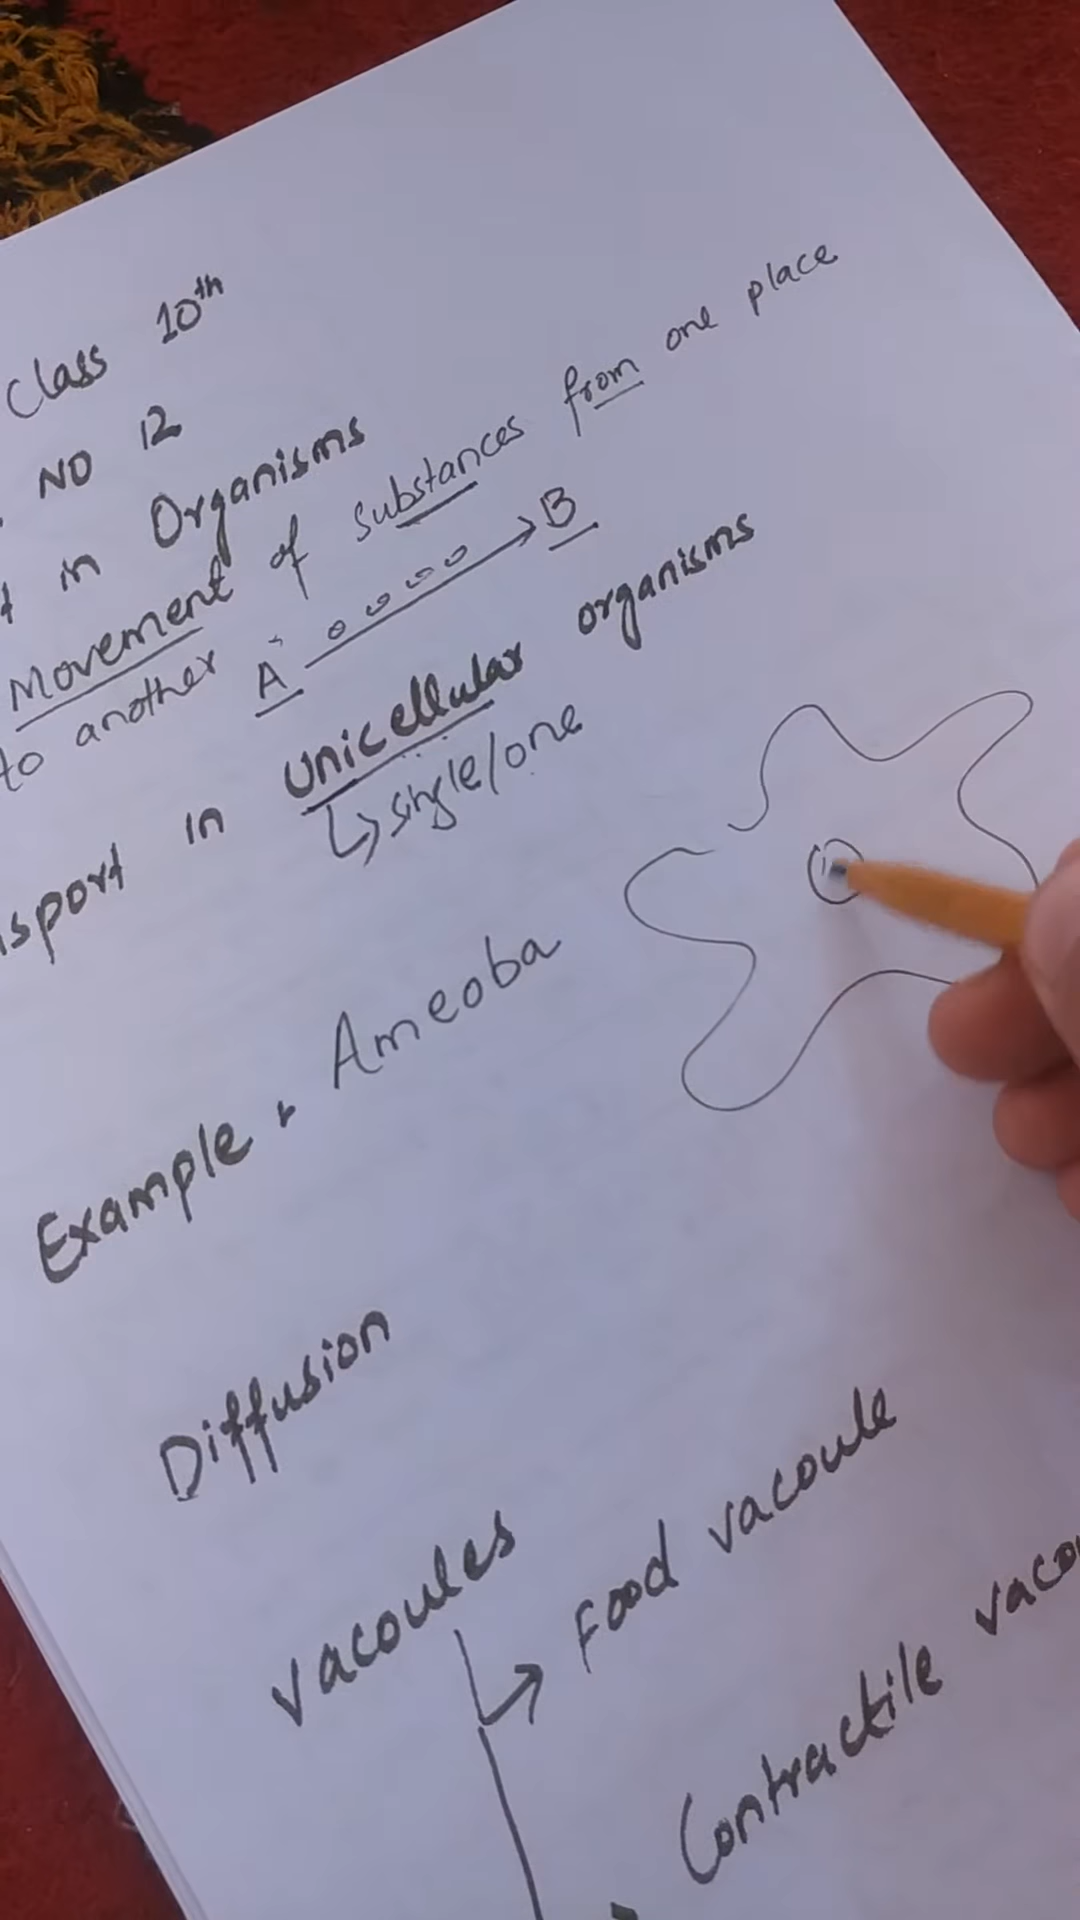 Class 10th
NO 12
in Organisms
Movement of Substances from one place
to another A B
in Unicellular organisms
single/one
Example Ameoba
Diffusion
Vacoules
Food vacoule
Contractile